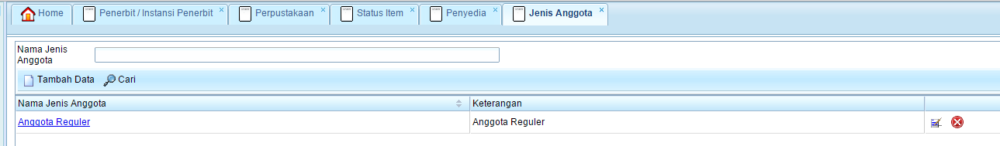 Home Penerbit / Instansi Penerbit Perpustakaan Status Item Penyedia Jenis Anggota
Nama Jenis
Anggota
Tambah Data Cari
Nama Jenis Anggota Keterangan
Anggota Reguler Anggota Reguler